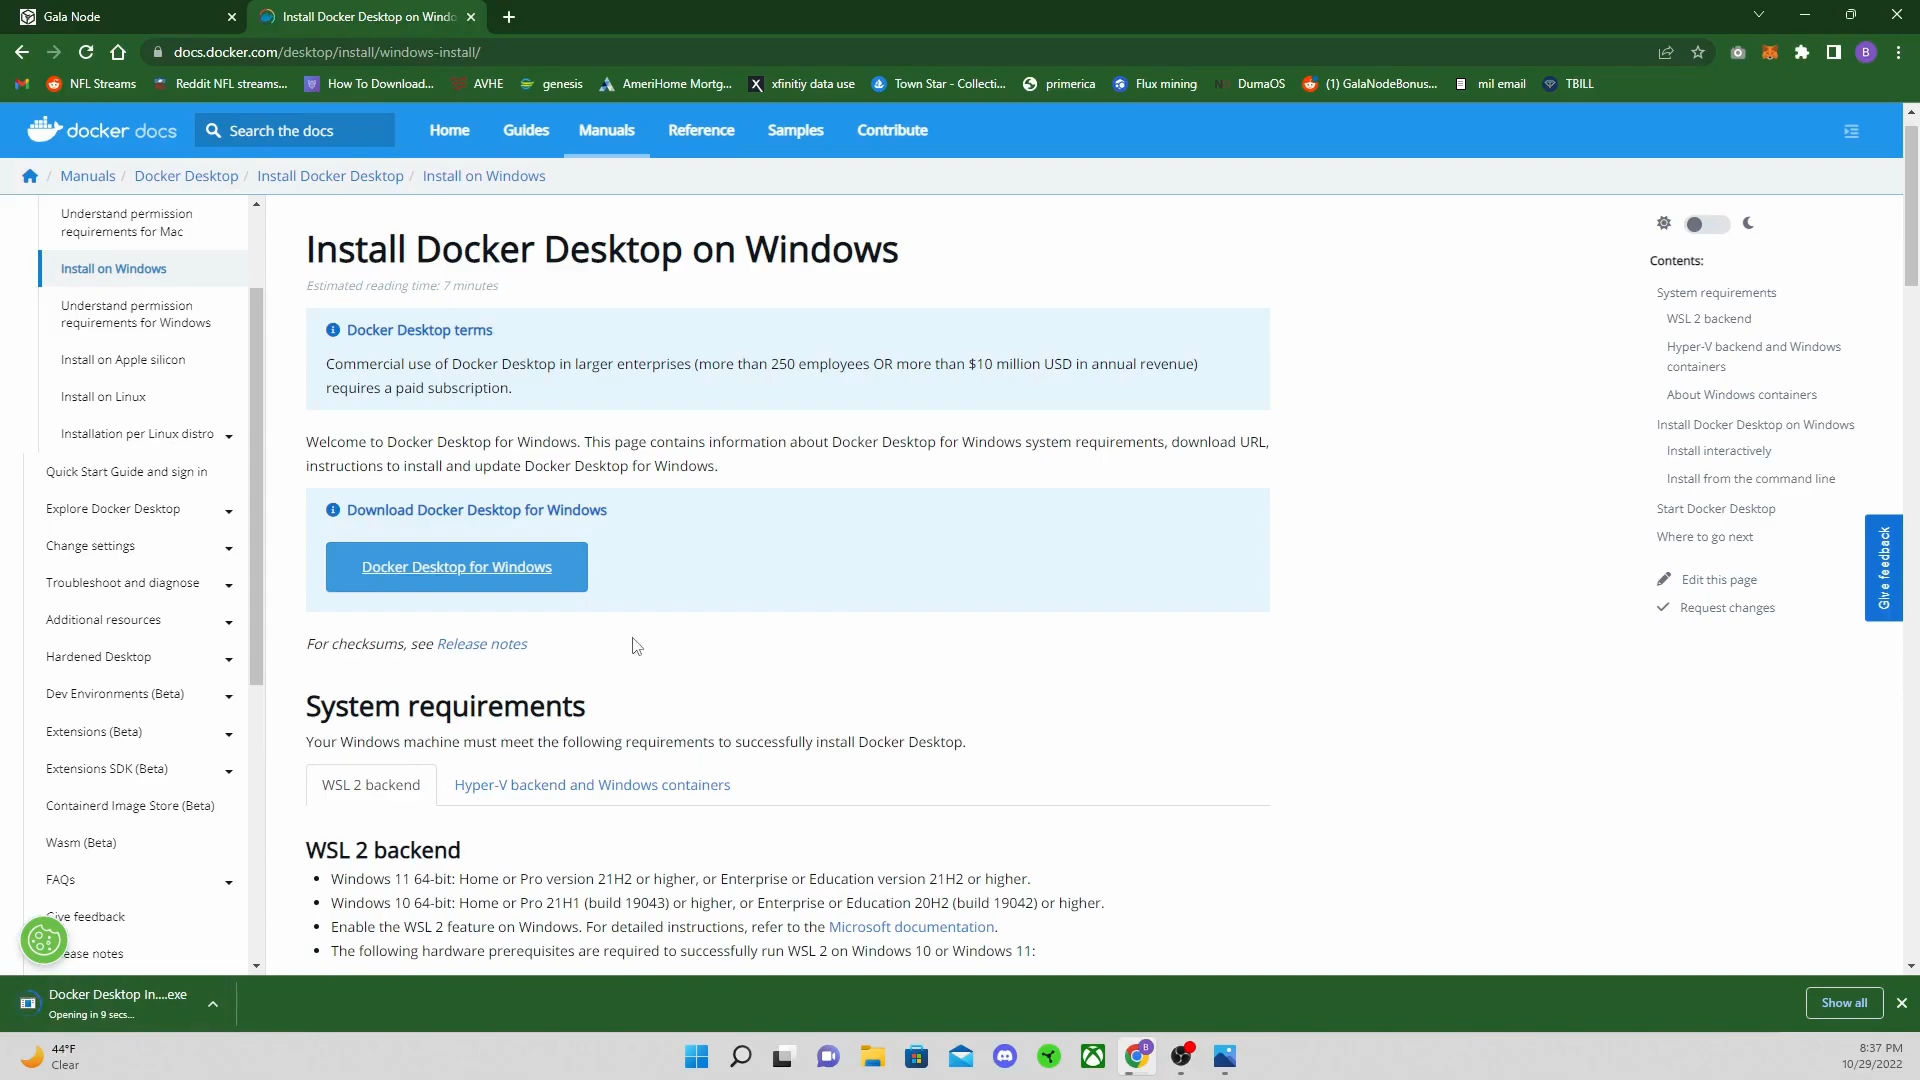 Gala Node
Install Docker Desktop on Windo
docs.docker.com/desktop/install/windows-install/
B
NFL Streams
Reddit NFL streams...
How To Download...
AVHE
genesis
AmeriHome Mortg...
xfinitiy data use
Town Star - Collecti...
primerica
Flux mining
DumaOS
(1) GalaNodeBonus...
mil email
TBILL
docker docs
Search the docs
Home
Guides
Manuals
Reference
Samples
Contribute
/ Manuals / Docker Desktop / Install Docker Desktop / Install on Windows
Understand permission
requirements for Mac
Install on Windows
Understand permission
requirements for Windows
Install on Apple silicon
Install on Linux
Installation per Linux distro
Quick Start Guide and sign in
Explore Docker Desktop
Change settings
Troubleshoot and diagnose
Additional resources
Hardened Desktop
Dev Environments (Beta)
Extensions (Beta)
Extensions SDK (Beta)
Containerd Image Store (Beta)
Wasm (Beta)
FAQs
Give feedback
ease notes
Install Docker Desktop on Windows
Estimated reading time: 7 minutes
Docker Desktop terms
Commercial use of Docker Desktop in larger enterprises (more than 250 employees OR more than $10 million USD in annual revenue)
requires a paid subscription.
Welcome to Docker Desktop for Windows. This page contains information about Docker Desktop for Windows system requirements, download URL,
instructions to install and update Docker Desktop for Windows.
Download Docker Desktop for Windows
Docker Desktop for Windows
For checksums, see Release notes
System requirements
Your Windows machine must meet the following requirements to successfully install Docker Desktop.
WSL 2 backend
Hyper-V backend and Windows containers
WSL 2 backend
• Windows 11 64-bit: Home or Pro version 21H2 or higher, or Enterprise or Education version 21H2 or higher.
• Windows 10 64-bit: Home or Pro 21H1 (build 19043) or higher, or Enterprise or Education 20H2 (build 19042) or higher.
• Enable the WSL 2 feature on Windows. For detailed instructions, refer to the Microsoft documentation.
• The following hardware prerequisites are required to successfully run WSL 2 on Windows 10 or Windows 11:
Contents:
System requirements
WSL 2 backend
Hyper-V backend and Windows
containers
About Windows containers
Install Docker Desktop on Windows
Install interactively
Install from the command line
Start Docker Desktop
Where to go next
Edit this page
Request changes
Give feedback
Docker Desktop In....exe
Opening in 9 secs...
Show all
44°F
Clear
B
8:37 PM
10/29/2022